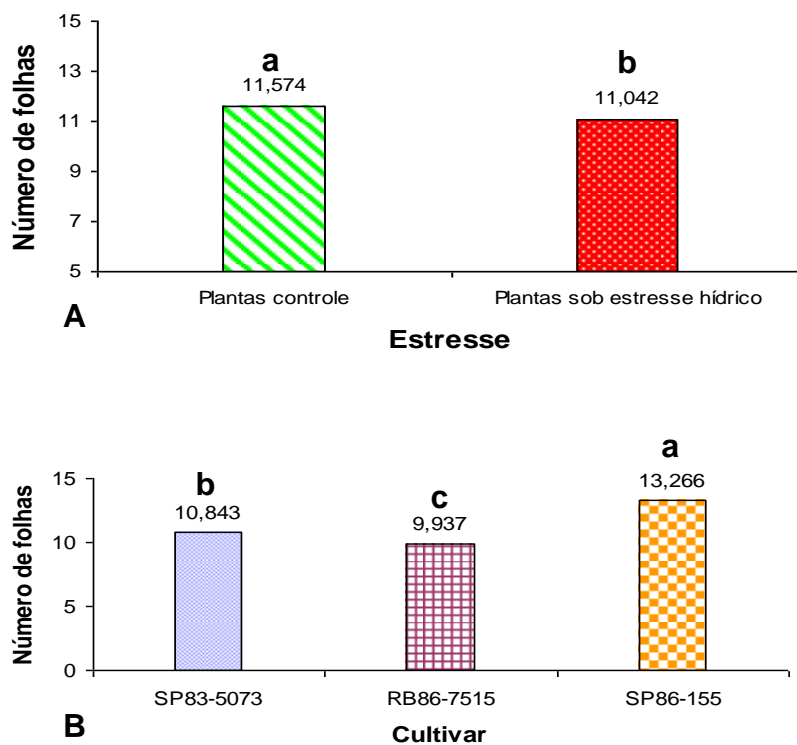 15
13
11
9
7
5
Número de folhas
a
11,574
b
11,042
Plantas controle
Plantas sob estresse hídrico
A
Estresse
15
10
5
0
Número de folhas
b
10,843
c
9,937
a
13,266
SP83-5073
RB86-7515
SP86-155
B
Cultivar